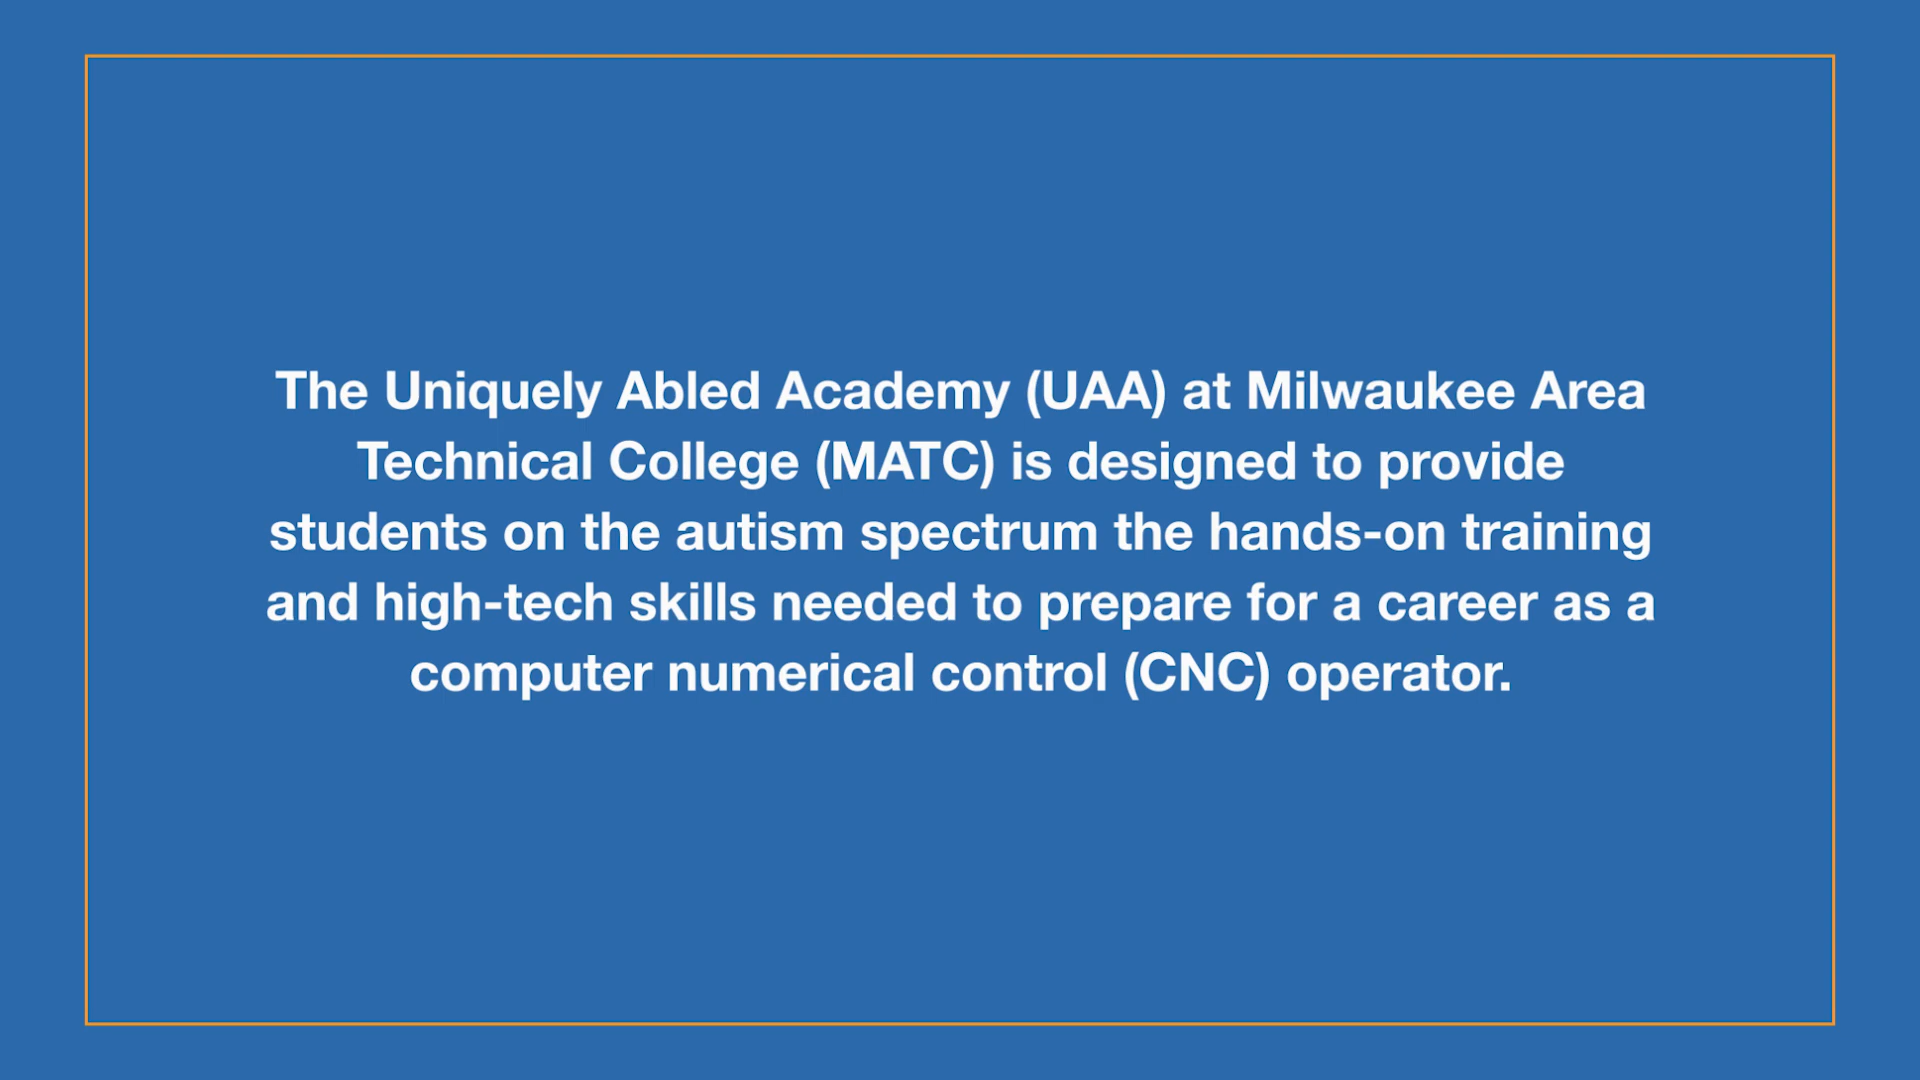 The Uniquely Abled Academy (UAA) at Milwaukee Area
Technical College (MATC) is designed to provide
students on the autism spectrum the hands-on training
and high-tech skills needed to prepare for a career as a
computer numerical control (CNC) operator.